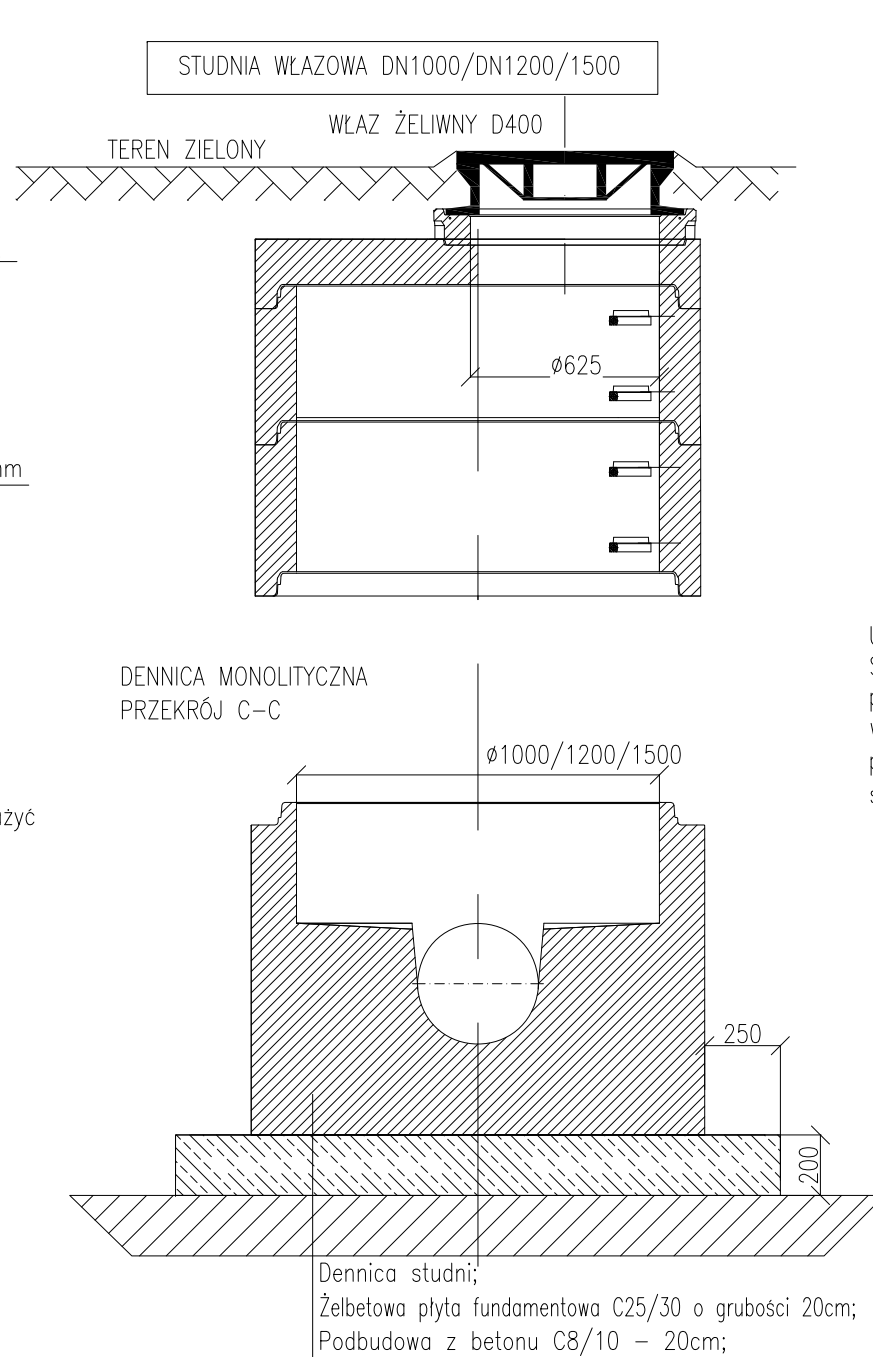 STUDNIA WŁAZOWA DN1000/DN1200/1500
WŁAZ ŻELIWNY D400
TEREN ZIELONY
ø625
DENNICA MONOLITYCZNA
PRZEKRÓJ C-C
ø1000/1200/1500
250
200
Dennica studni;
Żelbetowa płyta fundamentowa C25/30 o grubości 20cm;
Podbudowa z betonu C8/10 – 20cm;